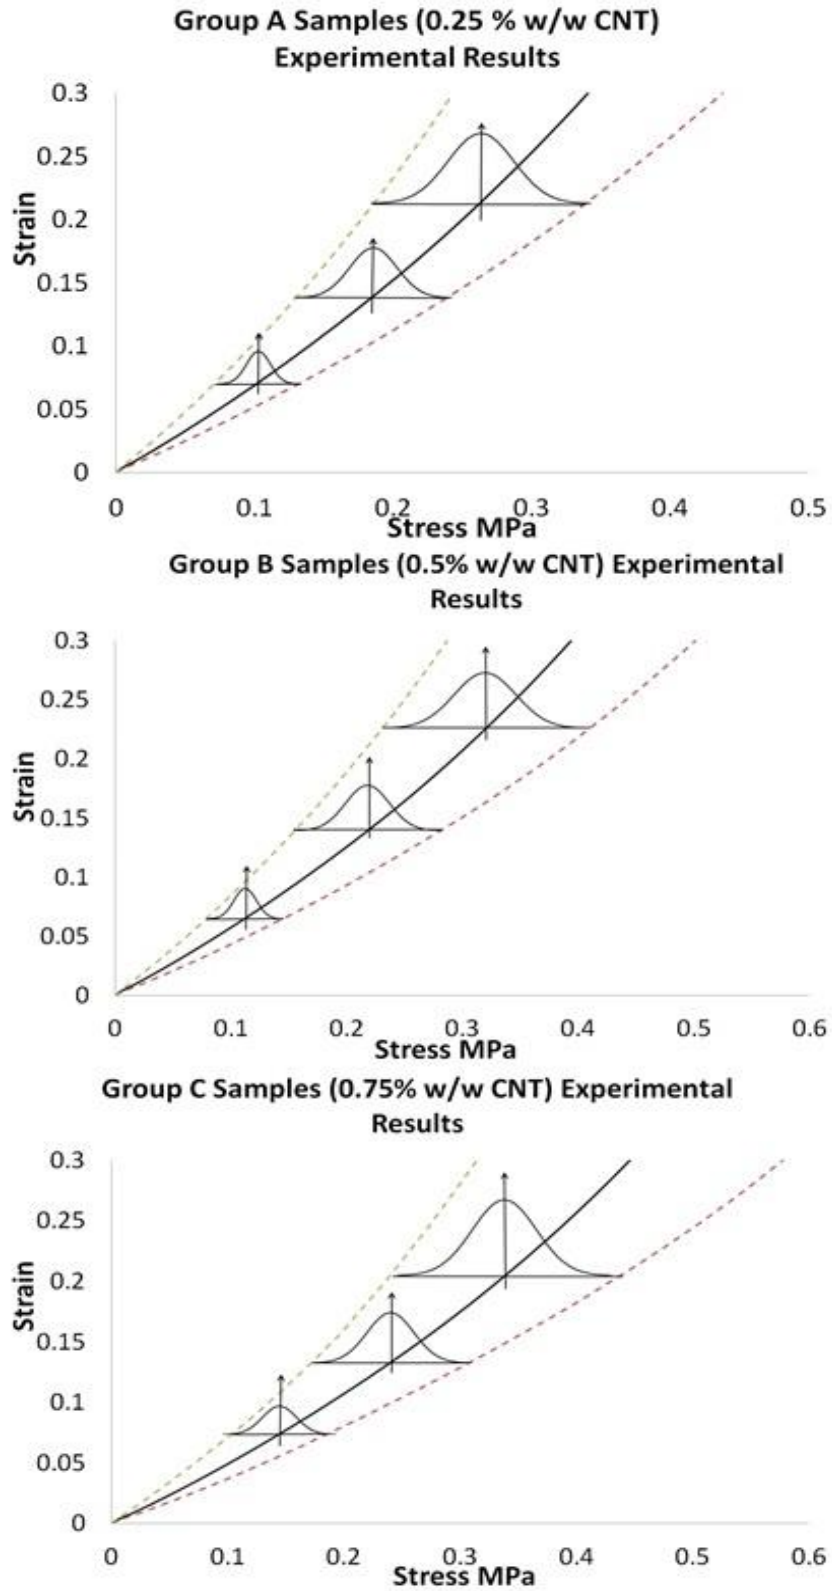 Group A Samples (0.25 % w/w CNT)
Experimental Results
0.3
0.25
0.2
0.15
0.1
0.05
0
Strain
0 0.1 0.2 0.3 0.4 0.5
Stress MPa
Group B Samples (0.5% w/w CNT) Experimental
Results
0.3
0.25
0.2
0.15
0.1
0.05
0
Strain
0 0.1 0.2 0.3 0.4 0.5 0.6
Stress MPa
Group C Samples (0.75% w/w CNT) Experimental
Results
0.3
0.25
0.2
0.15
0.1
0.05
0
Strain
0 0.1 0.2 0.3 0.4 0.5 0.6
Stress MPa